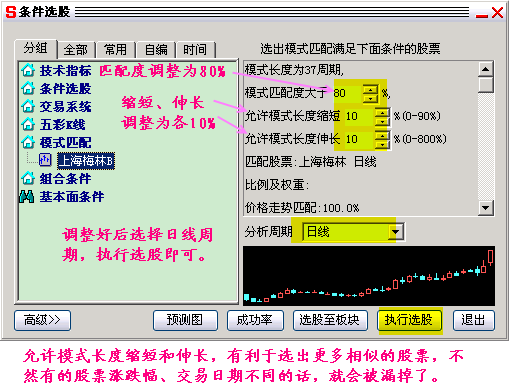 条件选股
分组 全部 常用 自编 时间
选出模式匹配满足下面条件的股票
技术指标
条件选股
交易系统
五彩K线
模式匹配
上海梅林B
组合条件
基本面条件
匹配度调整为80%
缩短、伸长
调整为各10%
调整好后选择日线周
期，执行选股即可。
模式长度为37周期,
模式匹配度大于 80 %,
允许模式长度缩短 10 %(0-90%)
允许模式长度伸长 10 %(0-800%)
匹配股票:上海梅林 日线
比例及权重:
价格走势匹配:100.0%
分析周期 日线
高级>> 预测图 成功率 选股至板块 执行选股 退出
允许模式长度缩短和伸长，有利于选出更多相似的股票，不
然有的股票涨跌幅、交易日期不同的话，就会被漏掉了。